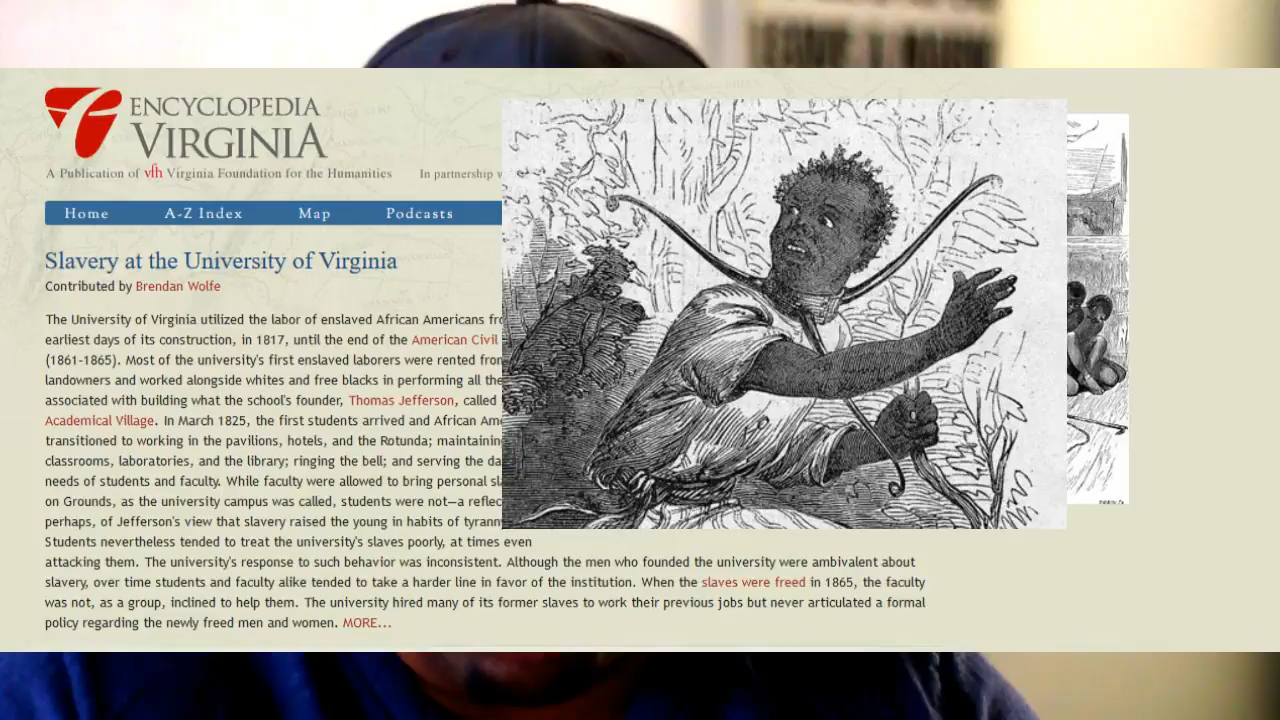 ENCYCLOPEDIA
VIRGINIA
A Publication of vfh Virginia Foundation for the Humanities In partnership w
Home A-Z Index Map Podcasts
Slavery at the University of Virginia
Contributed by Brendan Wolfe
The University of Virginia utilized the labor of enslaved African Americans fro
earliest days of its construction, in 1817, until the end of the American Civil
(1861-1865). Most of the university's first enslaved laborers were rented from
landowners and worked alongside whites and free blacks in performing all the
associated with building what the school's founder, Thomas Jefferson, called
Academical Village. In March 1825, the first students arrived and African Ame
transitioned to working in the pavilions, hotels, and the Rotunda; maintainin
classrooms, laboratories, and the library; ringing the bell; and serving the da
needs of students and faculty. While faculty were allowed to bring personal sl
on Grounds, as the university campus was called, students were not—a reflec
perhaps, of Jefferson's view that slavery raised the young in habits of tyrann
Students nevertheless tended to treat the university's slaves poorly, at times even
attacking them. The university's response to such behavior was inconsistent. Although the men who founded the university were ambivalent about
slavery, over time students and faculty alike tended to take a harder line in favor of the institution. When the slaves were freed in 1865, the faculty
was not, as a group, inclined to help them. The university hired many of its former slaves to work their previous jobs but never articulated a formal
policy regarding the newly freed men and women. MORE...